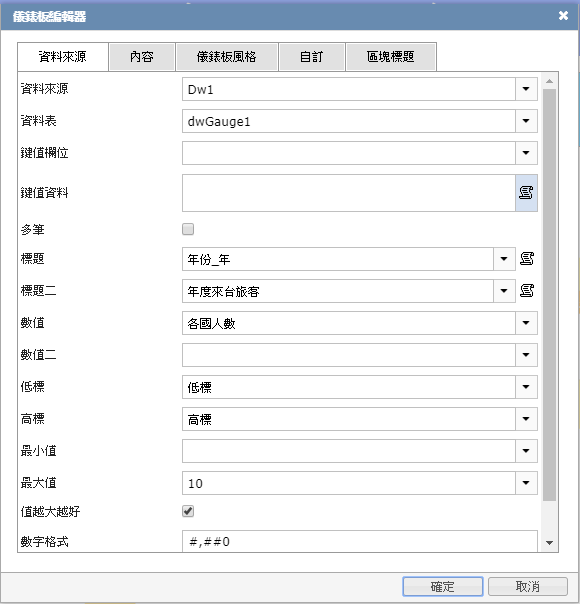 儀錶板編輯器
資料來源 內容 儀錶板風格 自訂 區塊標題
資料來源 Dw1
資料表 dwGauge1
鍵值欄位
鍵值資料
多筆
標題 年份_年
標題二 年度來台旅客
數值 各國人數
數值二
低標 低標
高標 高標
最小值
最大值 10
值越大越好
數字格式 #,##0
確定 取消